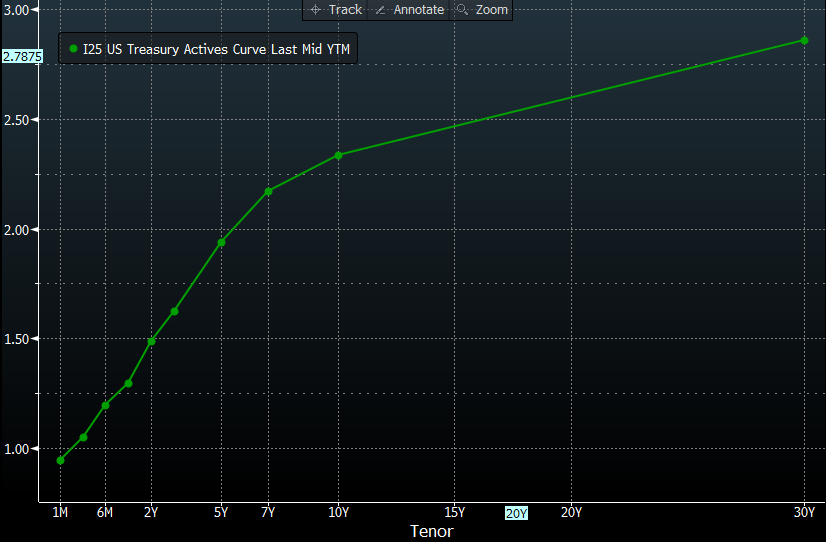 Track Annotate Zoom
3.00
I25 US Treasury Actives Curve Last Mid YTM
2.7875
2.50
2.00
1.50
1.00
1M 6M 2Y 5Y 7Y 10Y 15Y 20Y 20Y 30Y
Tenor